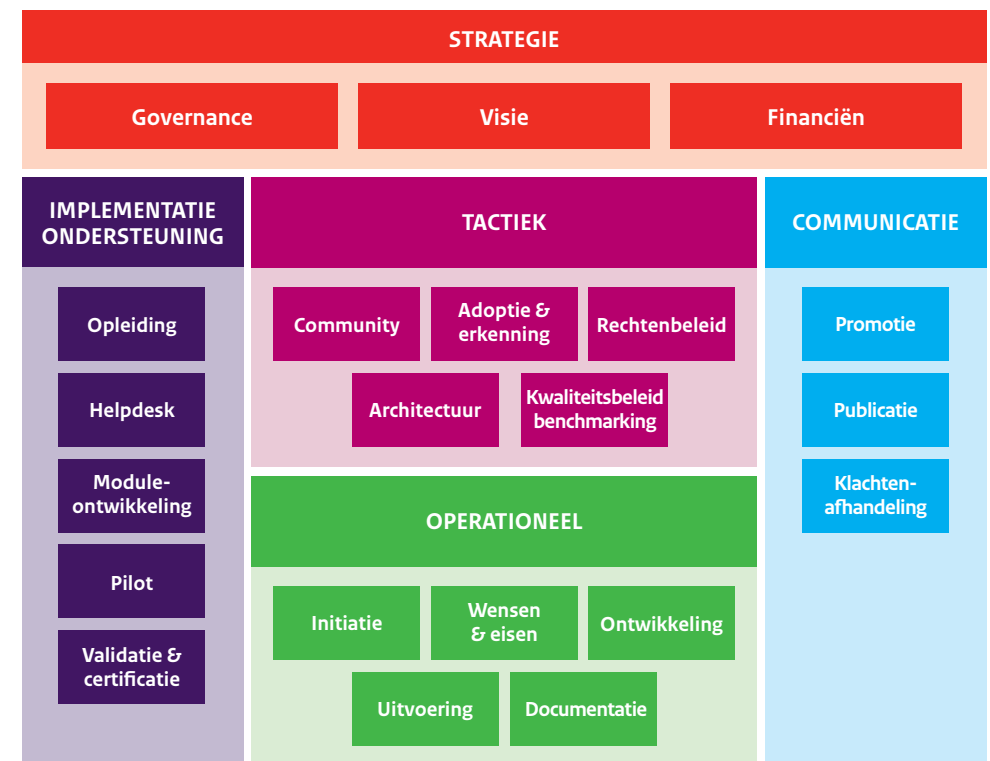 STRATEGIE
Governance
Visie
Financiën
IMPLEMENTATIE
ONDERSTEUNING
Opleiding
Helpdesk
Module-
ontwikkeling
Pilot
Validatie &
certificatie
TACTIEK
Community
Adoptie &
erkenning
Rechtenbeleid
Architectuur
Kwaliteitsbeleid
benchmarking
OPERATIONEEL
Initiatie
Wensen
& eisen
Ontwikkeling
Uitvoering
Documentatie
COMMUNICATIE
Promotie
Publicatie
Klachten-
afhandeling